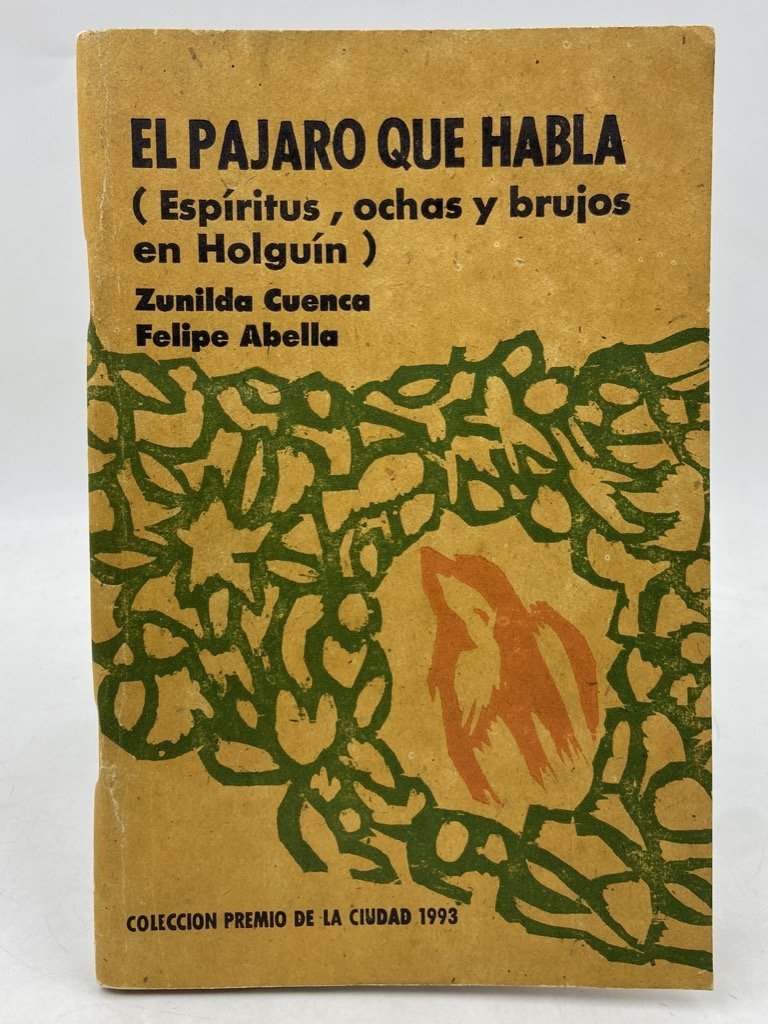 EL PAJARO QUE HABLA
( Espíritus , ochas y brujos
en Holguín )
Zunilda Cuenca
Felipe Abella
COLECCION PREMIO DE LA CIUDAD 1993